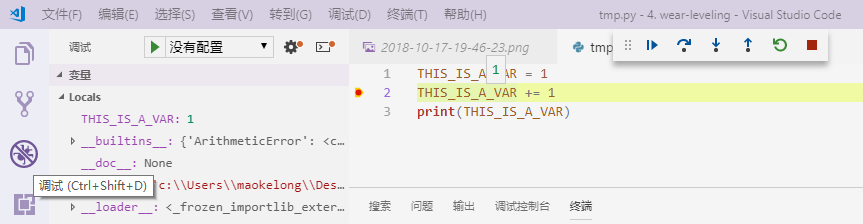 文件(F) 编辑(E) 选择(S) 查看(V) 转到(G) 调试(D) 终端(T) 帮助(H) tmp.py - 4. wear-leveling - Visual Studio Code
调试 没有配置
2018-10-17-19-46-23.png
tmp
变量
Locals
THIS_IS_A_VAR: 1
__builtins__: {'ArithmeticError': <c…
__doc__: None
c:\\Users\\maokelong\\Des…
__loader__: <_frozen_importlib_exter…
调试 (Ctrl+Shift+D)
1
1 THIS_IS_A_VAR = 1
2 THIS_IS_A_VAR += 1
3 print(THIS_IS_A_VAR)
搜索 问题 输出 调试控制台 终端